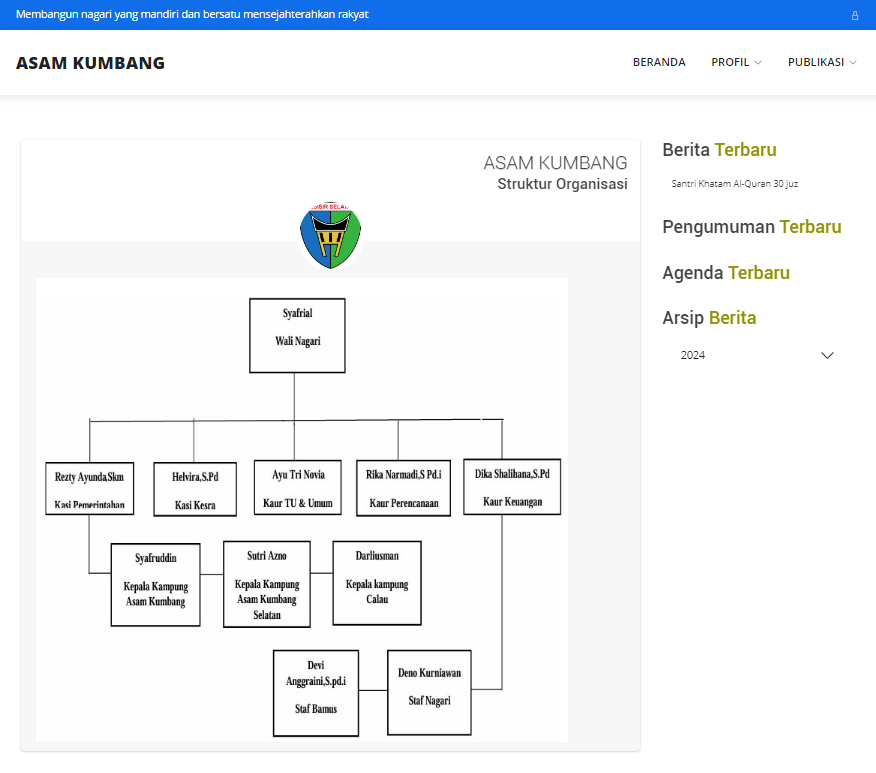 Membangun nagari yang mandiri dan bersatu mensejahterahkan rakyat
ASAM KUMBANG
BERANDA
PROFIL
PUBLIKASI
ASAM KUMBANG
Struktur Organisasi
Syafrial
Wali Nagari
Rezty Ayunda,Skm
Kasi Pemerintahan
Helvira,S.Pd
Kasi Kesra
Ayu Tri Novia
Kaur TU & Umum
Rika Narmadi,S Pd.i
Kaur Perencanaan
Dika Shalihana,S.Pd
Kaur Keuangan
Syafruddin
Kepala Kampung
Asam Kumbang
Sutri Azno
Kepala Kampung
Asam Kumbang
Selatan
Darliusman
Kepala kampung
Calau
Devi
Anggraini,S.pd.i
Staf Bamus
Deno Kurniawan
Staf Nagari
Berita Terbaru
Santri Khatam Al-Quran 30 juz
Pengumuman Terbaru
Agenda Terbaru
Arsip Berita
2024